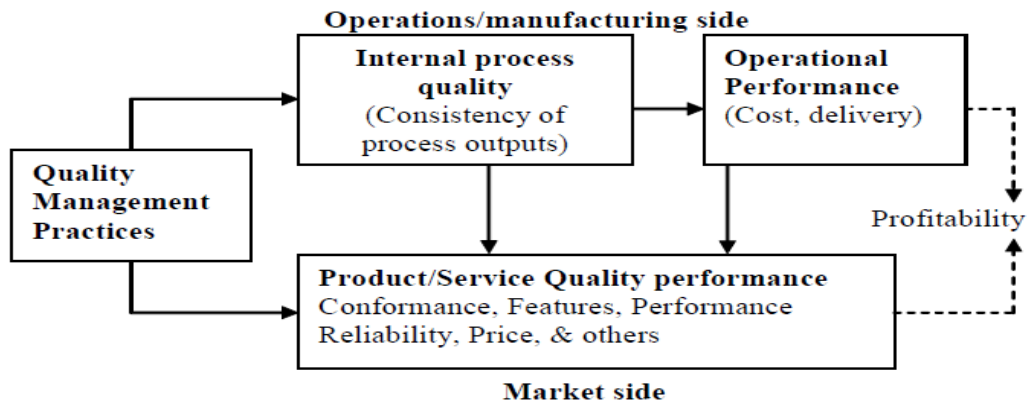 Operations/manufacturing side
Internal process
quality
(Consistency of
process outputs)
Operational
Performance
(Cost, delivery)
Quality
Management
Practices
Profitability
Product/Service Quality performance
Conformance, Features, Performance
Reliability, Price, & others
Market side